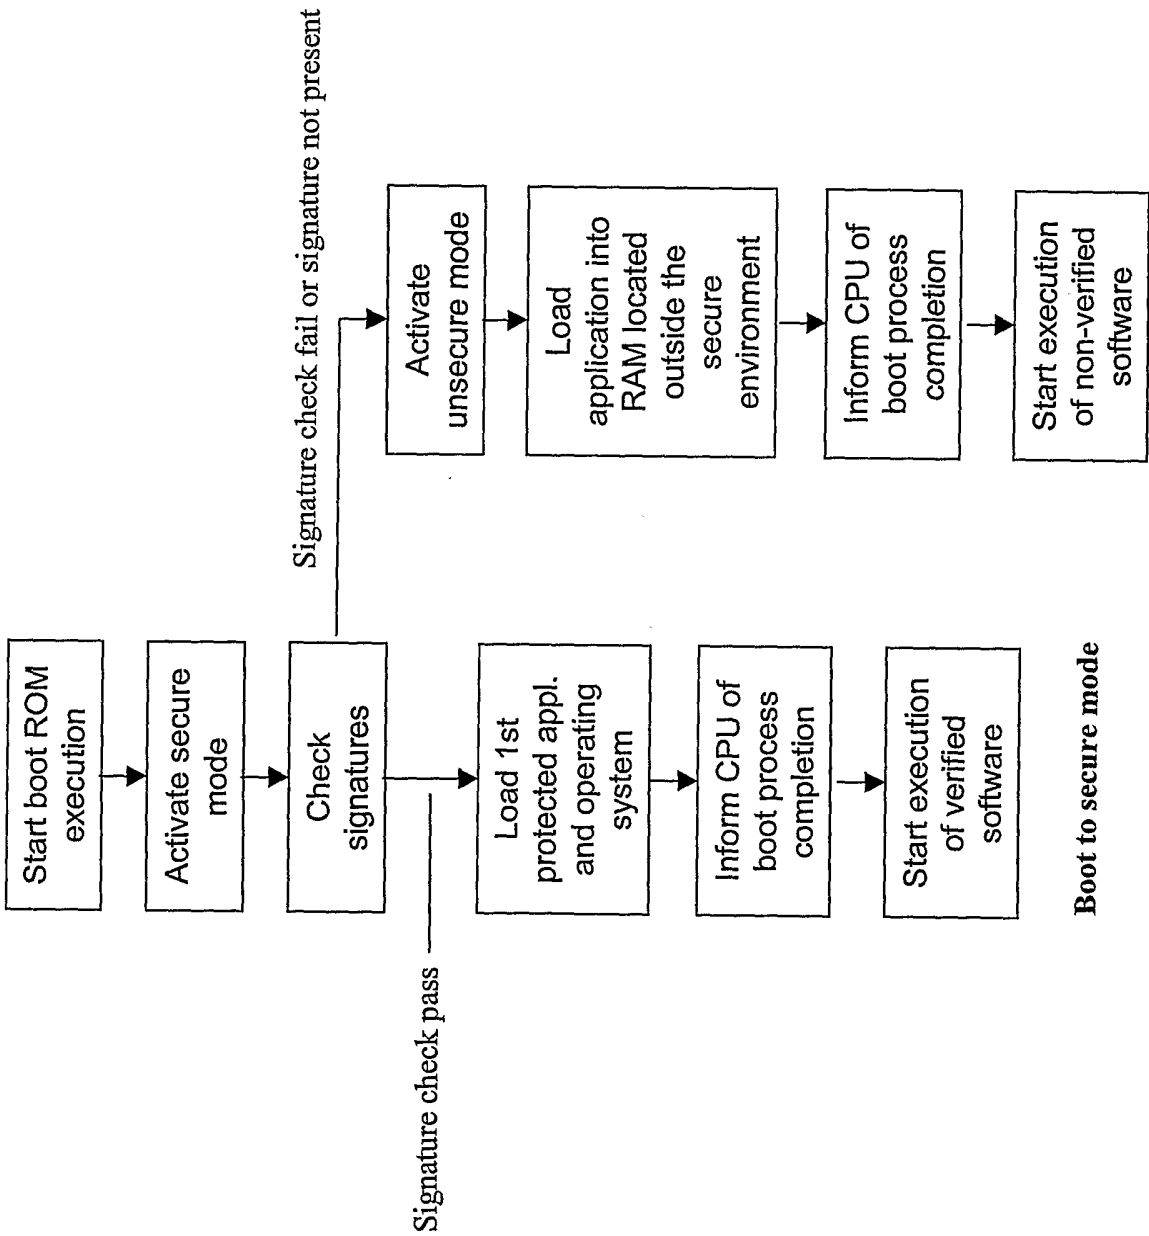 Start boot ROM
execution
Activate secure
mode
Check
signatures
Signature check pass
Load 1st
protected appl.
and operating
system
Inform CPU of
boot process
completion
Start execution
of verified
software
Boot to secure mode
Signature check fail or signature not present
Activate
unsecure mode
Load
application into
RAM located
outside the
secure
environment
Inform CPU of
boot process
completion
Start execution
of non-verified
software